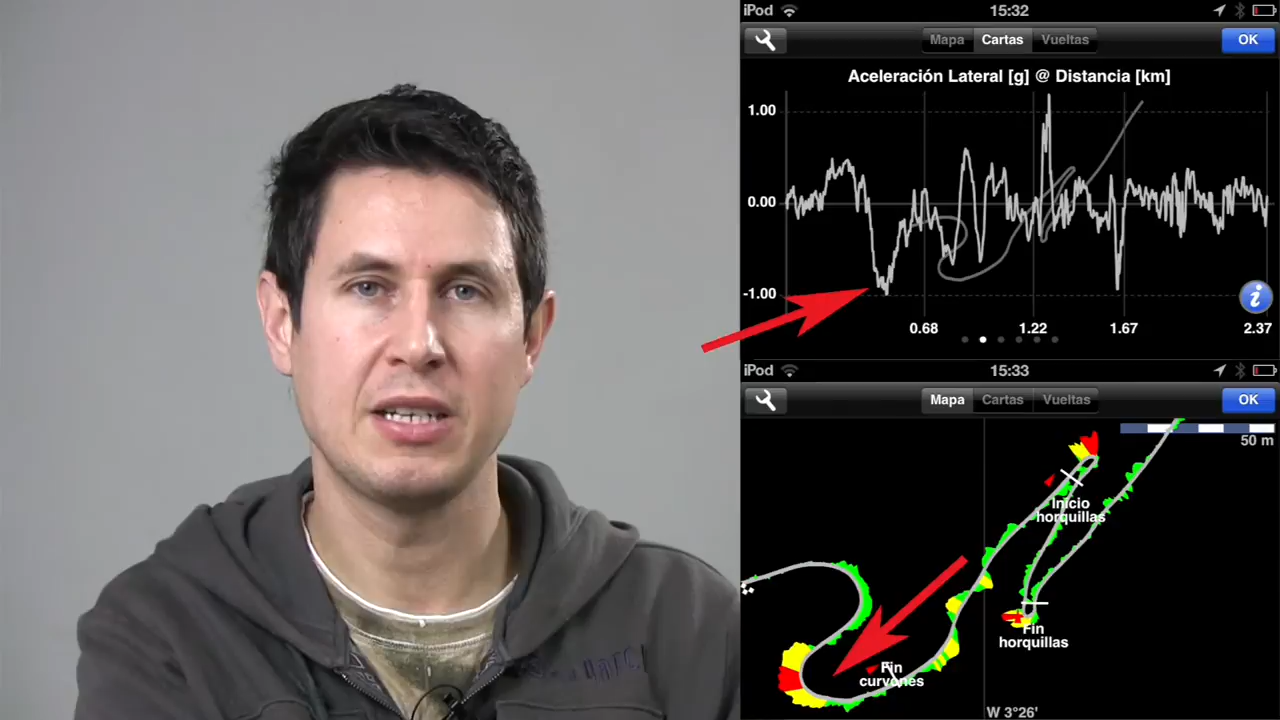 iPod
15:32
Mapa
Cartas
Vueltas
OK
Aceleración Lateral [g] @ Distancia [km]
1.00
0.00
-1.00
0.68
1.22
1.67
2.37
i
iPod
15:33
Mapa
Cartas
Vueltas
OK
50 m
Início
horquillas
Fin
horquillas
Fin
curvones
W 3°26'